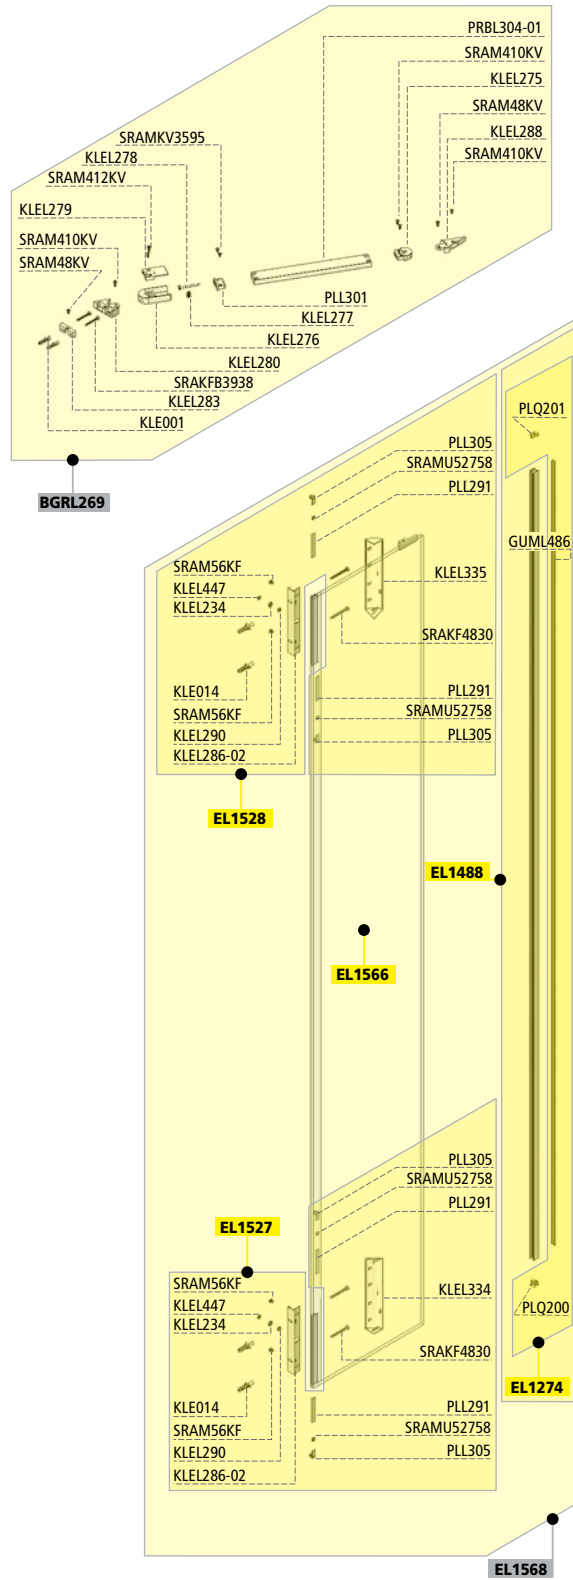 PRBL304-01
SRAM410KV
KLEL275
SRAM48KV
KLEL288
SRAM410KV
SRAMKV3595
KLEL278
SRAM412KV
KLEL279
SRAM410KV
SRAM48KV
PLL301
KLEL277
KLEL276
KLEL280
SRAKFB3938
KLEL283
KLE001
BGRL269
PLQ201
GUML486
PLL305
SRAMU52758
PLL291
SRAM56KF
KLEL447
KLEL234
KLEL335
SRAKF4830
KLE014
SRAM56KF
KLEL290
KLEL286-02
PLL291
SRAMU52758
PLL305
EL1528
EL1488
EL1566
PLL305
SRAMU52758
PLL291
EL1527
SRAM56KF
KLEL447
KLEL234
KLEL334
SRAKF4830
PLQ200
EL1274
KLE014
SRAM56KF
KLEL290
KLEL286-02
PLL291
SRAMU52758
PLL305
EL1568